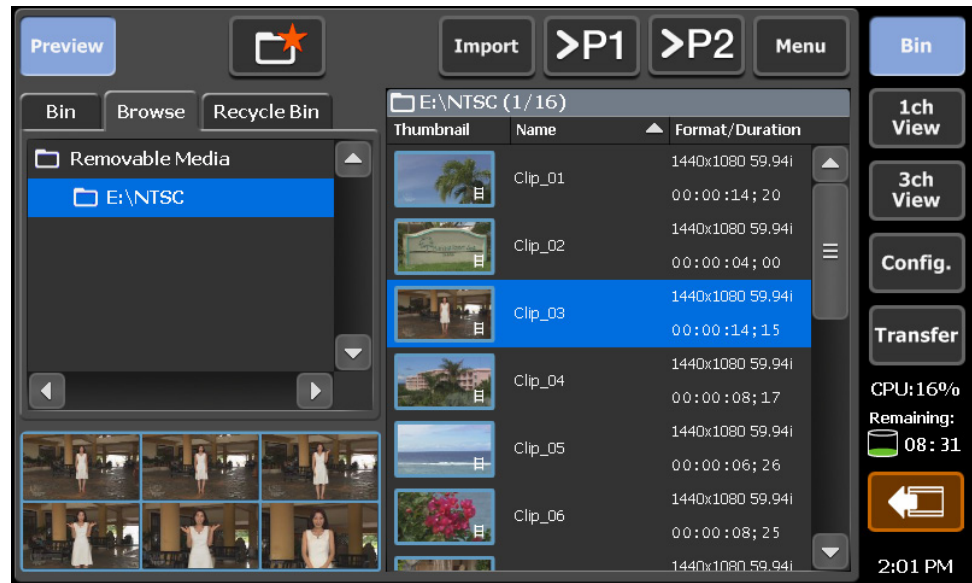 Preview
Import
>P1
>P2
Menu
Bin
Bin
Browse
Recycle Bin
E:\NTSC (1/16)
1ch
View
Thumbnail
Name
Format/Duration
Removable Media
E:\NTSC
Clip_01
1440x1080 59.94i
00:00:14;20
3ch
View
Clip_02
1440x1080 59.94i
00:00:04;00
Config.
Clip_03
1440x1080 59.94i
00:00:14;15
Transfer
Clip_04
1440x1080 59.94i
00:00:08;17
CPU:16%
Remaining:
08:31
Clip_05
1440x1080 59.94i
00:00:06;26
Clip_06
1440x1080 59.94i
00:00:08;25
1440x1080 59.94i
2:01 PM